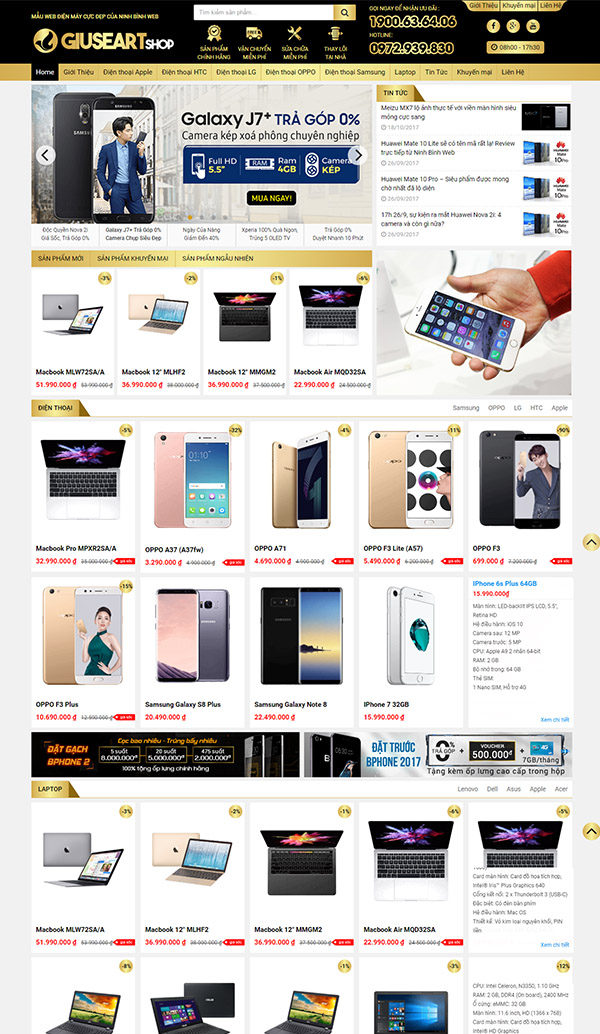 MẪU WEB ĐIỆN MÁY CỰC ĐẸP CỦA NINH BÌNH WEB
GIUSEART SHOP
Tìm kiếm sản phẩm...
SẢN PHẨM CHÍNH HÃNG
VẬN CHUYỂN MIỄN PHÍ
SỬA CHỮA MIỄN PHÍ
THAY LÕI TẠI NHÀ
GỌI NGAY ĐỂ NHẬN ƯU ĐÃI :
1900.63.64.06
HOTLINE:
0972.939.830
Giới Thiệu Khuyến mại Liên Hệ
08h00 - 17h30
Home Giới Thiệu Điện thoại Apple Điện thoại HTC Điện thoại LG Điện thoại OPPO Điện thoại Samsung Laptop Tin Tức Khuyến mại Liên Hệ
Galaxy J7+ TRẢ GÓP 0%
Camera kép xoá phông chuyên nghiệp
Full HD 5.5"
RAM Ram 4GB
Camera KÉP
MUA NGAY!
SAMSUNG
Độc Quyền Nova 2i Giá Sốc, Trả Góp 0%
Galaxy J7+ Trả Góp 0% Camera Chụp Siêu Đẹp
Ngày Của Nàng Giảm Đến 40%
Xperia 100% Quà Ngon, Trúng 5 OLED TV
Trả Góp 0% Duyệt Nhanh 10 Phút
TIN TỨC
Meizu MX7 lộ ảnh thực tế với viền màn hình siêu mỏng cực sang
18/10/2017
Huawei Mate 10 Lite sẽ có tên mã rất lạ! Review trực tiếp từ Ninh Bình Web
26/09/2017
Huawei Mate 10 Pro – Siêu phẩm được mong chờ nhất đã lộ diện
26/09/2017
17h 26/9, sự kiện ra mắt Huawei Nova 2i: 4 camera và còn gì nữa?
26/09/2017
SẢN PHẨM MỚI SẢN PHẨM KHUYẾN MẠI SẢN PHẨM NGẪU NHIÊN
-3% -2% -1% -6%
Macbook MLW72SA/A Macbook 12" MLHF2 Macbook 12" MMGM2 Macbook Air MQD32SA
51.990.000 ₫ 53.990.000 ₫ 36.990.000 ₫ 38.000.000 ₫ 36.990.000 ₫ 37.500.000 ₫ 22.990.000 ₫ 24.500.000 ₫
ĐIỆN THOẠI
Samsung OPPO LG HTC Apple
-5% -32% -4% -11% -90%
Macbook Pro MPXR2SA/A OPPO A37 (A37fw) OPPO A71 OPPO F3 Lite (A57) OPPO F3
32.990.000 ₫ 35.000.000 ₫ 3.290.000 ₫ 4.900.000 ₫ 4.690.000 ₫ 4.900.000 ₫ 5.490.000 ₫ 6.200.000 ₫ 699.000 ₫ 7.200.000 ₫
-15%
OPPO F3 Plus Samsung Galaxy S8 Plus Samsung Galaxy Note 8 IPhone 7 32GB
10.690.000 ₫ 12.590.000 ₫ 20.490.000 ₫ 22.490.000 ₫ 15.990.000 ₫
IPhone 6s Plus 64GB
15.990.000₫
Màn hình: LED-backlit IPS LCD, 5.5", Retina HD
Hệ điều hành: iOS 10
Camera sau: 12 MP
Camera trước: 5 MP
CPU: Apple A9 2 nhân 64-bit
RAM: 2 GB
Bộ nhớ trong: 64 GB
Thẻ SIM:
1 Nano SIM, Hỗ trợ 4G
Xem chi tiết
ĐẶT GẠCH BPHONE 2
Cọc bao nhiêu - Trúng bấy nhiêu
5 suất 8.000.000đ
20 suất 5.000.000đ
475 suất 2.000.000đ
100% tặng ốp lưng chính hãng
ĐẶT TRƯỚC BPHONE 2017
0% TRẢ GÓP + VOUCHER 500.000đ + 4G 7GB/tháng
Tặng kèm ốp lưng cao cấp trong hộp
LAPTOP
Lenovo Dell Asus Apple Acer
-3% -2% -1% -6% -5%
Macbook MLW72SA/A Macbook 12" MLHF2 Macbook 12" MMGM2 Macbook Air MQD32SA
51.990.000 ₫ 53.990.000 ₫ 36.990.000 ₫ 38.000.000 ₫ 36.990.000 ₫ 37.500.000 ₫ 22.990.000 ₫ 24.500.000 ₫
Card màn hình: Card đồ họa tích hợp, Intel® Iris™ Plus Graphics 640
Cổng kết nối: 2 x Thunderbolt 3 (USB-C)
Đặc biệt: Có đèn bàn phím
Hệ điều hành: Mac OS
Thiết kế: Vỏ kim loại nguyên khối, PIN liền
Xem chi tiết
-8% -1% -12%
CPU: Intel Celeron, N3350, 1.10 GHz
RAM: 2 GB, DDR4 (On board), 2400 MHz
Ổ cứng: eMMC: 32 GB
Màn hình: 11.6 inch, HD (1366 x 768)
Card màn hình: Card đồ họa tích hợp, Intel® HD Graphics